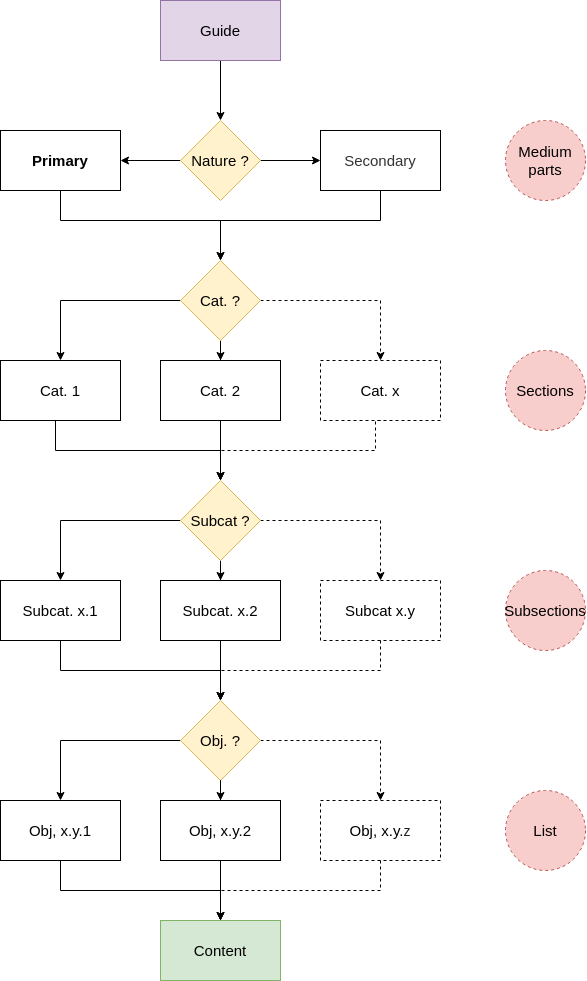 Guide
Primary
Nature ?
Secondary
Medium
parts
Cat. ?
Cat. 1
Cat. 2
Cat. x
Sections
Subcat ?
Subcat. x.1
Subcat. x.2
Subcat x.y
Subsections
Obj. ?
Obj, x.y.1
Obj, x.y.2
Obj, x.y.z
List
Content